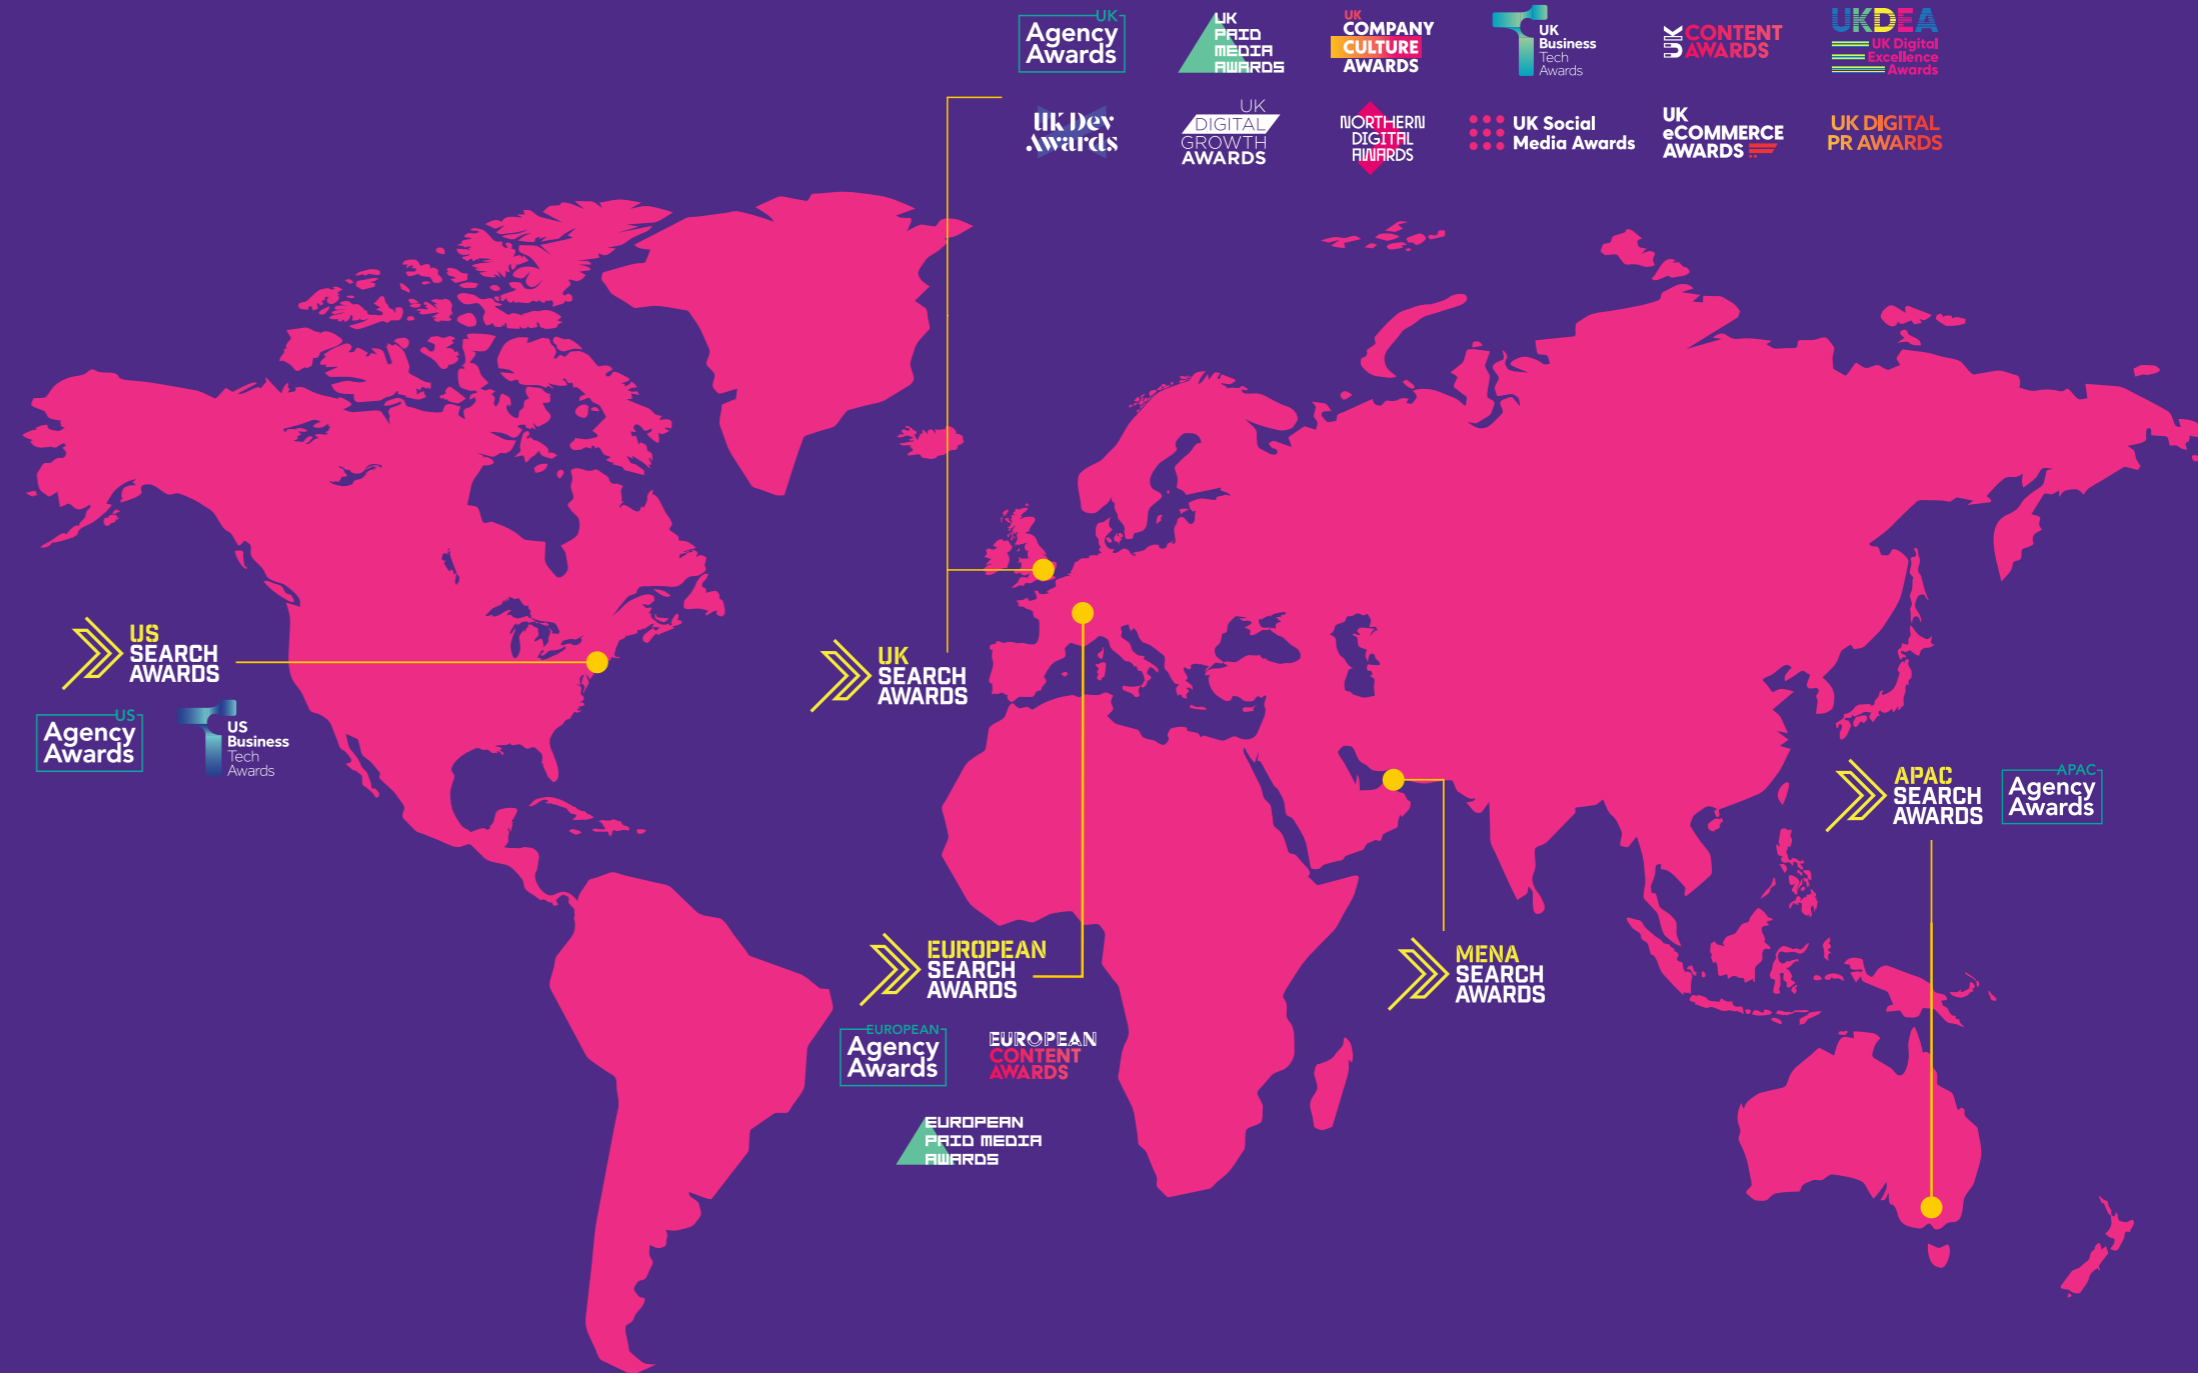 UK
Agency
Awards
UK
PAID
MEDIA
AWARDS
UK
COMPANY
CULTURE
AWARDS
UK
Business
Tech
Awards
UK
CONTENT
AWARDS
UKDEA
UK Digital
Excellence
Awards
UK Dev
Awards
UK
DIGITAL
GROWTH
AWARDS
NORTHERN
DIGITAL
AWARDS
UK Social
Media Awards
UK
eCOMMERCE
AWARDS
UK DIGITAL
PR AWARDS
US
SEARCH
AWARDS
US
Agency
Awards
US
Business
Tech
Awards
UK
SEARCH
AWARDS
APAC
SEARCH
AWARDS
APAC
Agency
Awards
EUROPEAN
SEARCH
AWARDS
MENA
SEARCH
AWARDS
EUROPEAN
Agency
Awards
EUROPEAN
CONTENT
AWARDS
EUROPEAN
PAID MEDIA
AWARDS